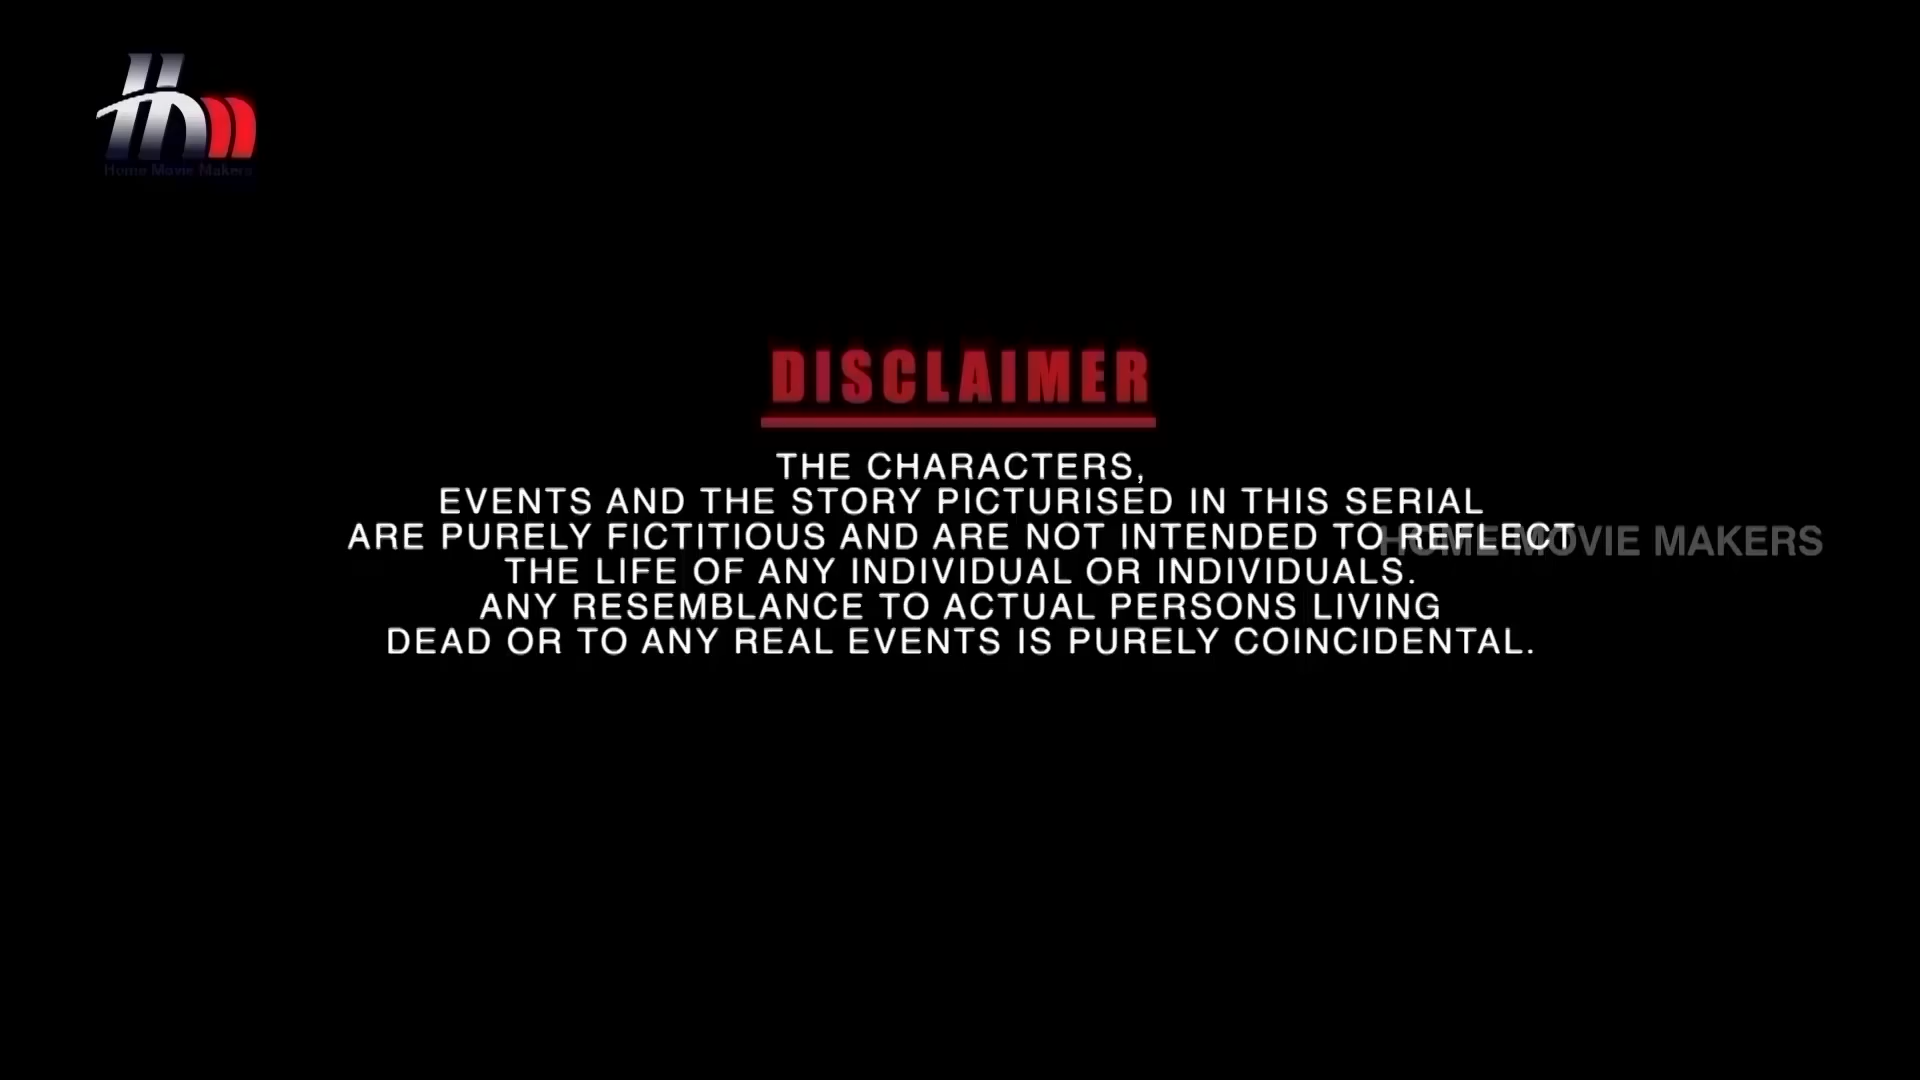 Home Movie Makers
DISCLAIMER
THE CHARACTERS,
EVENTS AND THE STORY PICTURISED IN THIS SERIAL
ARE PURELY FICTITIOUS AND ARE NOT INTENDED TO REFLECT
HOME MOVIE MAKERS
THE LIFE OF ANY INDIVIDUAL OR INDIVIDUALS.
ANY RESEMBLANCE TO ACTUAL PERSONS LIVING
DEAD OR TO ANY REAL EVENTS IS PURELY COINCIDENTAL.